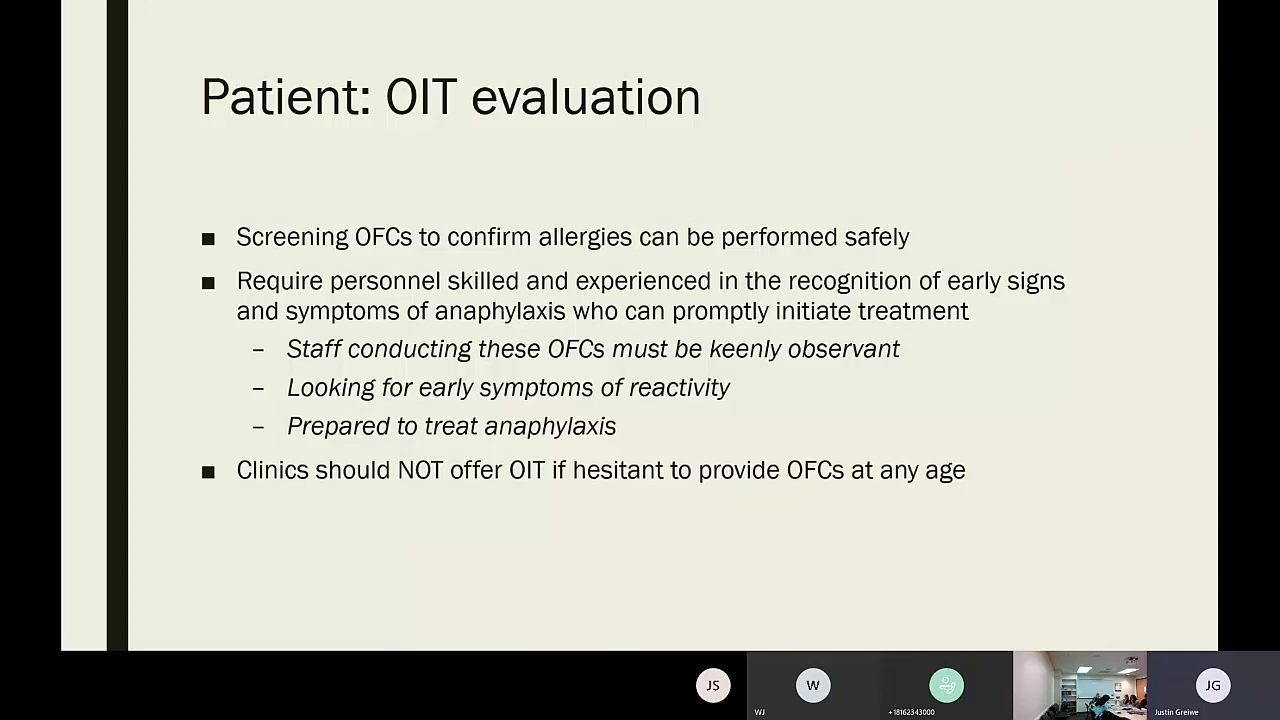 Patient: OIT evaluation
■ Screening OFCs to confirm allergies can be performed safely
■ Require personnel skilled and experienced in the recognition of early signs
and symptoms of anaphylaxis who can promptly initiate treatment
– Staff conducting these OFCs must be keenly observant
– Looking for early symptoms of reactivity
– Prepared to treat anaphylaxis
■ Clinics should NOT offer OIT if hesitant to provide OFCs at any age
JS
W
JG
WJ
+18162343000
Justin Greiwe